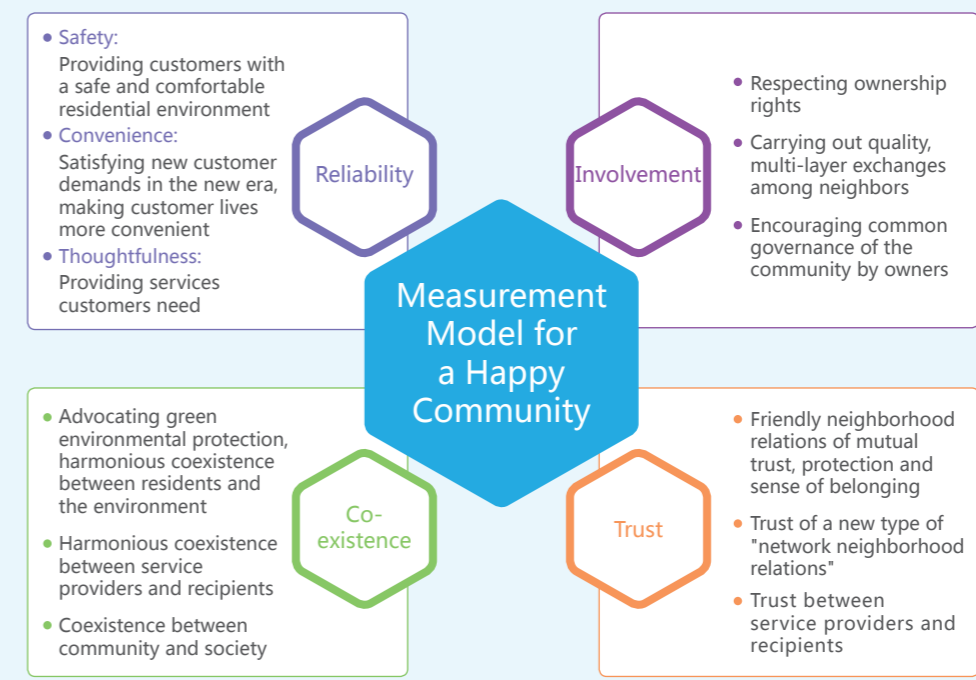 • Safety:
Providing customers with
a safe and comfortable
residential environment
• Convenience:
Satisfying new customer
demands in the new era,
making customer lives
more convenient
• Thoughtfulness:
Providing services
customers need
Reliability
Involvement
• Respecting ownership
rights
• Carrying out quality,
multi-layer exchanges
among neighbors
• Encouraging common
governance of the
community by owners
Measurement
Model for
a Happy
Community
• Advocating green
environmental protection,
harmonious coexistence
between residents and
the environment
• Harmonious coexistence
between service
providers and recipients
• Coexistence between
community and society
Co-
existence
Trust
• Friendly neighborhood
relations of mutual
trust, protection and
sense of belonging
• Trust of a new type of
"network neighborhood
relations"
• Trust between
service providers and
recipients